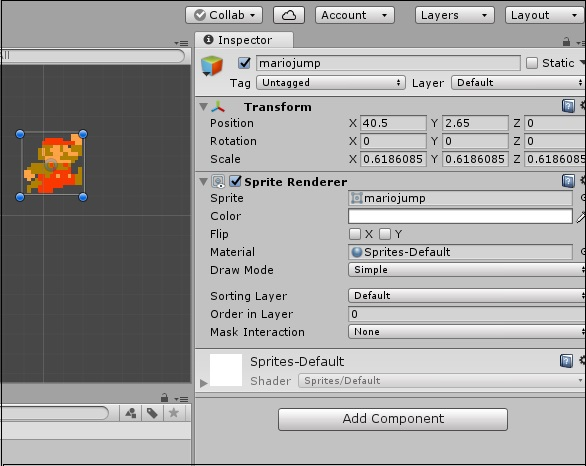 Collab Account Layers Layout
Inspector
mariojump Static
Tag Untagged Layer Default
Transform
Position X 40.5 Y 2.65 Z 0
Rotation X 0 Y 0 Z 0
Scale X 0.6186085 Y 0.6186085 Z 0.6186085
Sprite Renderer
Sprite mariojump
Color
Flip X Y
Material Sprites-Default
Draw Mode Simple
Sorting Layer Default
Order in Layer 0
Mask Interaction None
Sprites-Default
Shader Sprites/Default
Add Component